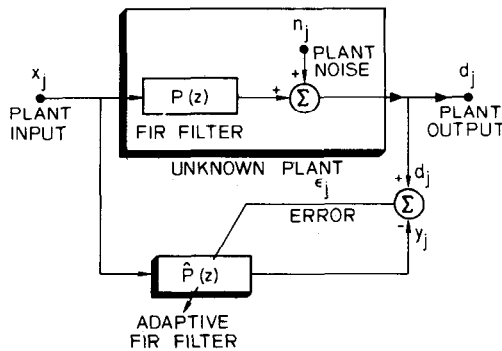 n_j
PLANT
NOISE
x_j
PLANT
INPUT
+
P(z)
+
Σ
d_j
PLANT
OUTPUT
FIR FILTER
UNKNOWN PLANT
ϵ_j
ERROR
+
d_j
Σ
-
y_j
P̂(z)
ADAPTIVE
FIR FILTER